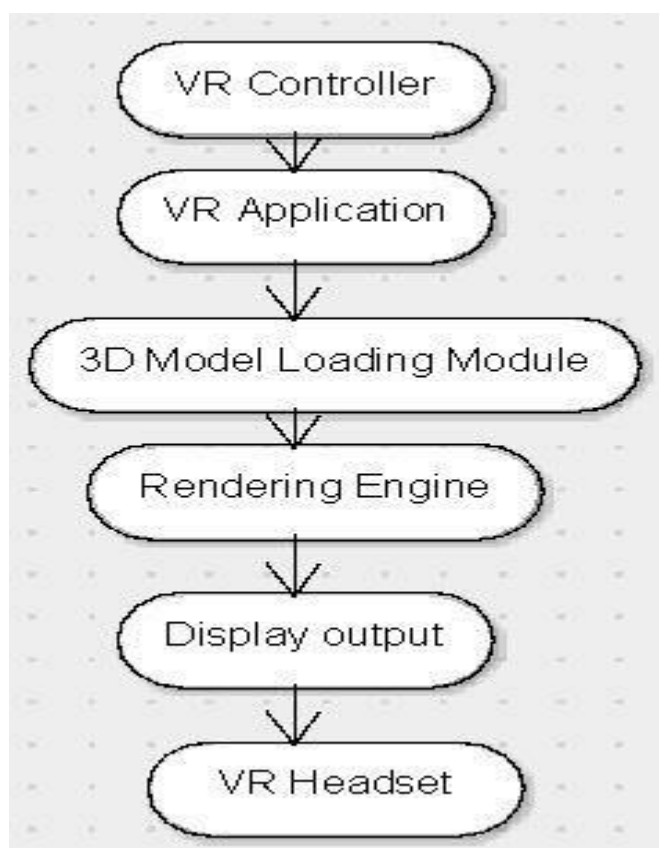 VR Controller
VR Application
3D Model Loading Module
Rendering Engine
Display output
VR Headset